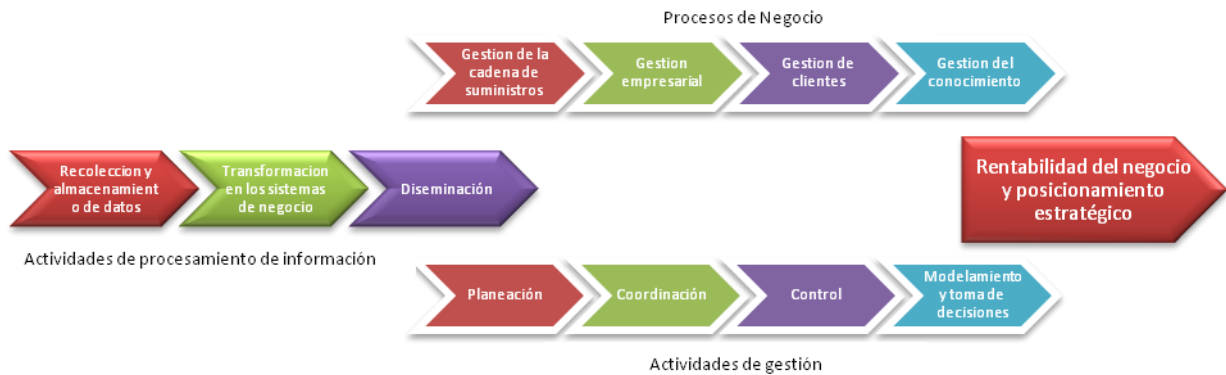 Procesos de Negocio
Gestion de la
cadena de
suministros
Gestion
empresarial
Gestion de
clientes
Gestion del
conocimiento
Recoleccion y
almacenamient
o de datos
Transformacion
en los sistemas
de negocio
Diseminación
Rentabilidad del negocio
y posicionamiento
estratégico
Actividades de procesamiento de información
Planeación
Coordinación
Control
Modelamiento
y toma de
decisiones
Actividades de gestión